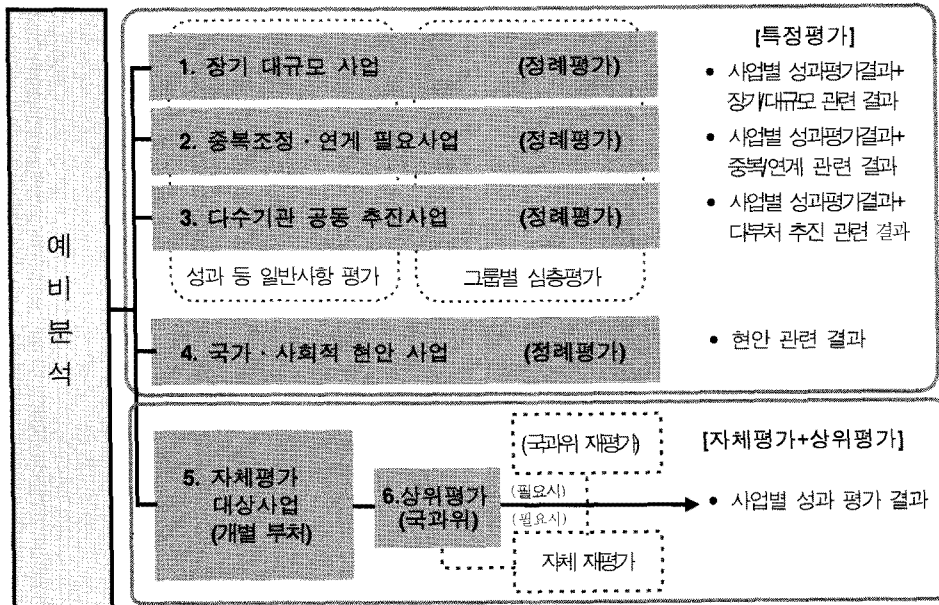 예
비
분
석
1. 장기 대규모 사업 (정례평가)
2. 중복조정 · 연계 필요사업 (정례평가)
3. 다수기관 공동 추진사업 (정례평가)
성과 등 일반사항 평가
그룹별 심층평가
4. 국가 · 사회적 현안 사업 (정례평가)
[특정평가]
• 사업별 성과평가결과+
장기/대규모 관련 결과
• 사업별 성과평가결과+
중복/연계 관련 결과
• 사업별 성과평가결과+
다부처 추진 관련 결과
• 현안 관련 결과
5. 자체평가
대상사업
(개별 부처)
6.상위평가
(국과위)
(국과위 재평가)
(필요시)
(필요시)
자체 재평가
[자체평가+상위평가]
• 사업별 성과 평가 결과